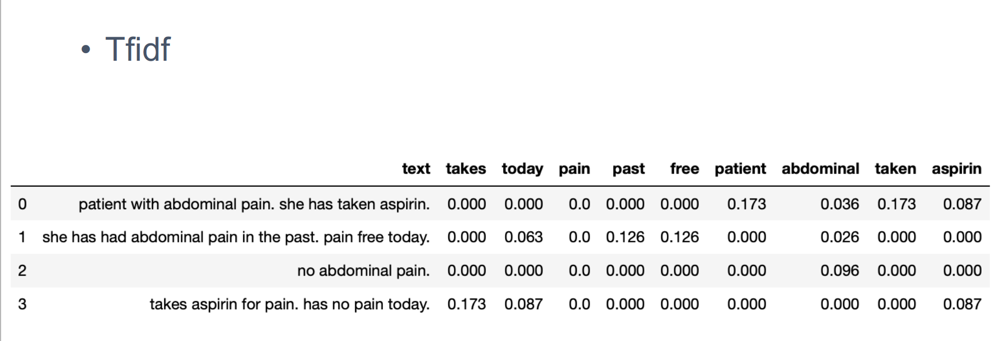 • Tfidf
text takes today pain past free patient abdominal taken aspirin
0 patient with abdominal pain. she has taken aspirin. 0.000 0.000 0.0 0.000 0.000 0.173 0.036 0.173 0.087
1 she has had abdominal pain in the past. pain free today. 0.000 0.063 0.0 0.126 0.126 0.000 0.026 0.000 0.000
2 no abdominal pain. 0.000 0.000 0.0 0.000 0.000 0.000 0.096 0.000 0.000
3 takes aspirin for pain. has no pain today. 0.173 0.087 0.0 0.000 0.000 0.000 0.000 0.000 0.087